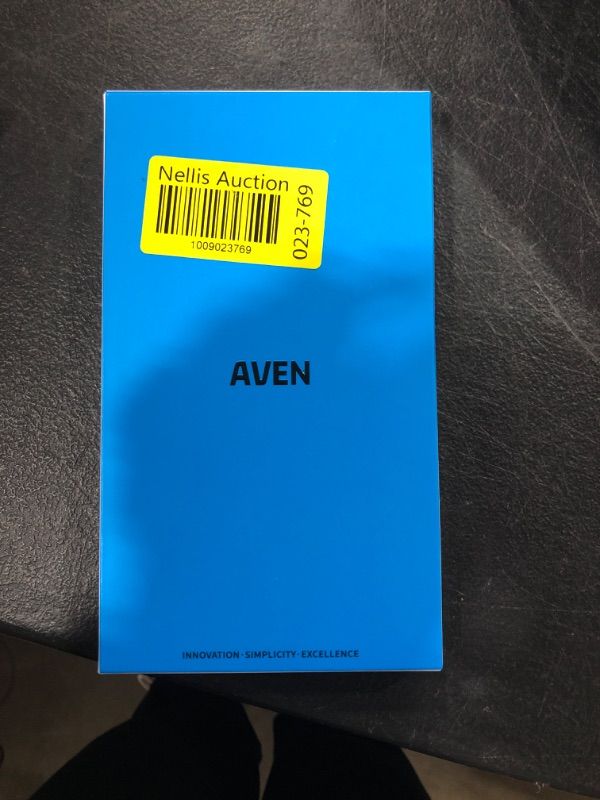 Nellis Auction
1009023769
023-769
AVEN
INNOVATION·SIMPLICITY·EXCELLENCE